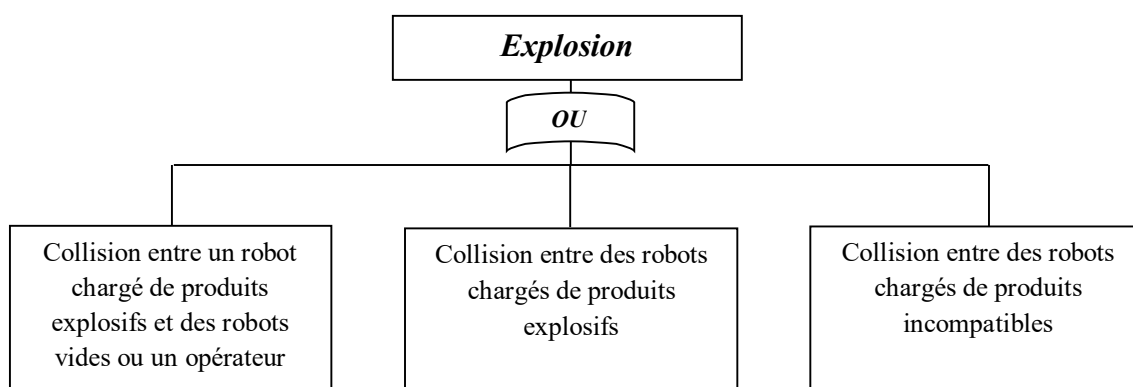 Explosion
OU
Collision entre un robot
chargé de produits
explosifs et des robots
vides ou un opérateur
Collision entre des robots
chargés de produits
explosifs
Collision entre des robots
chargés de produits
incompatibles